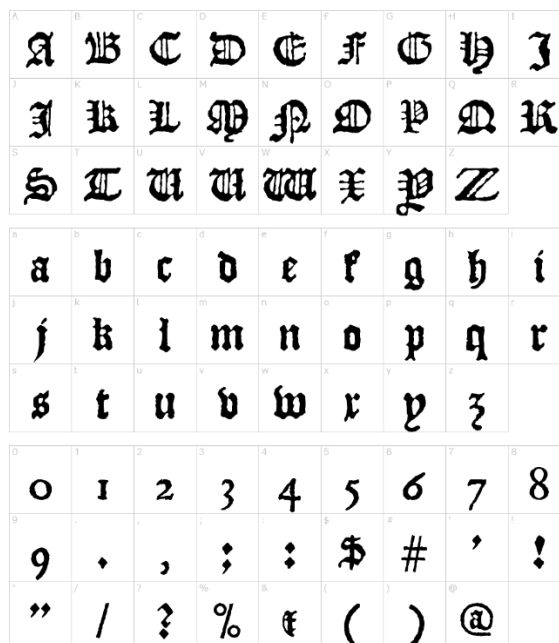 A B C D E F G H I
J K L M N O P Q R
S T U V W X Y Z
a b c d e f g h i
j k l m n o p q r
s t u v w x y z
0 1 2 3 4 5 6 7 8
9 . , ; : $ # ' !
" / ? % & ( ) @